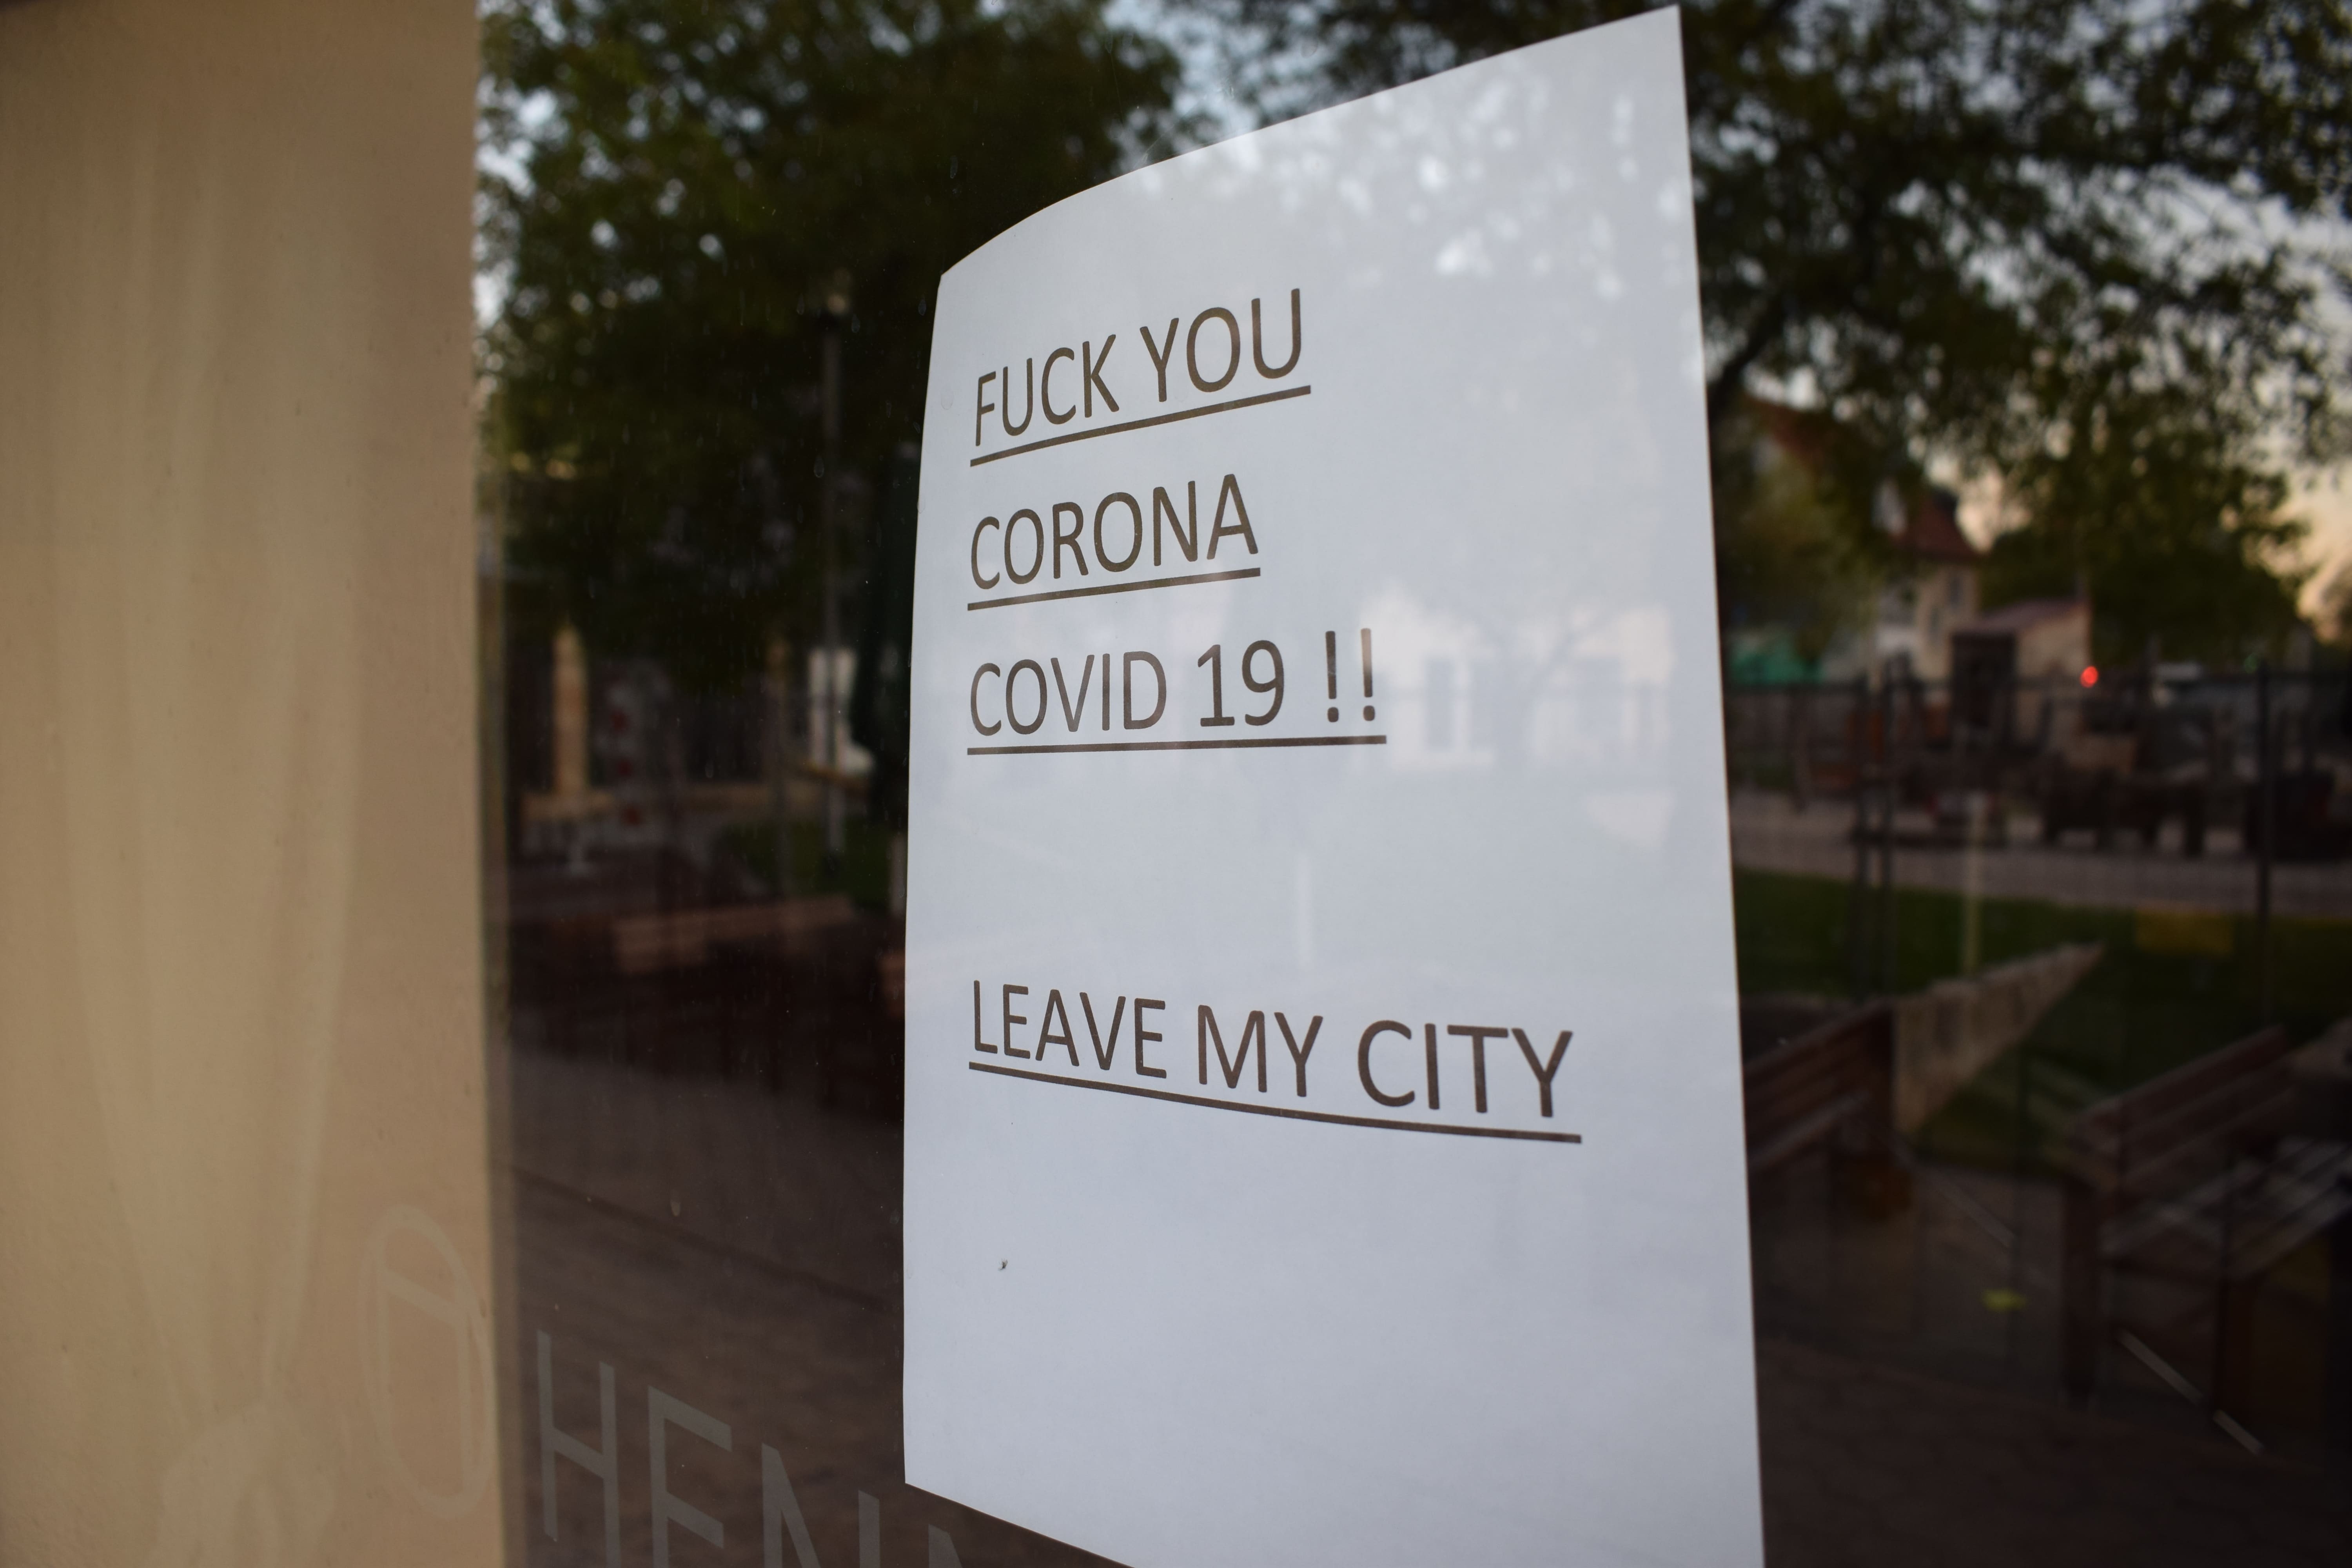 FUCK YOU
CORONA
COVID 19 !!
LEAVE MY CITY